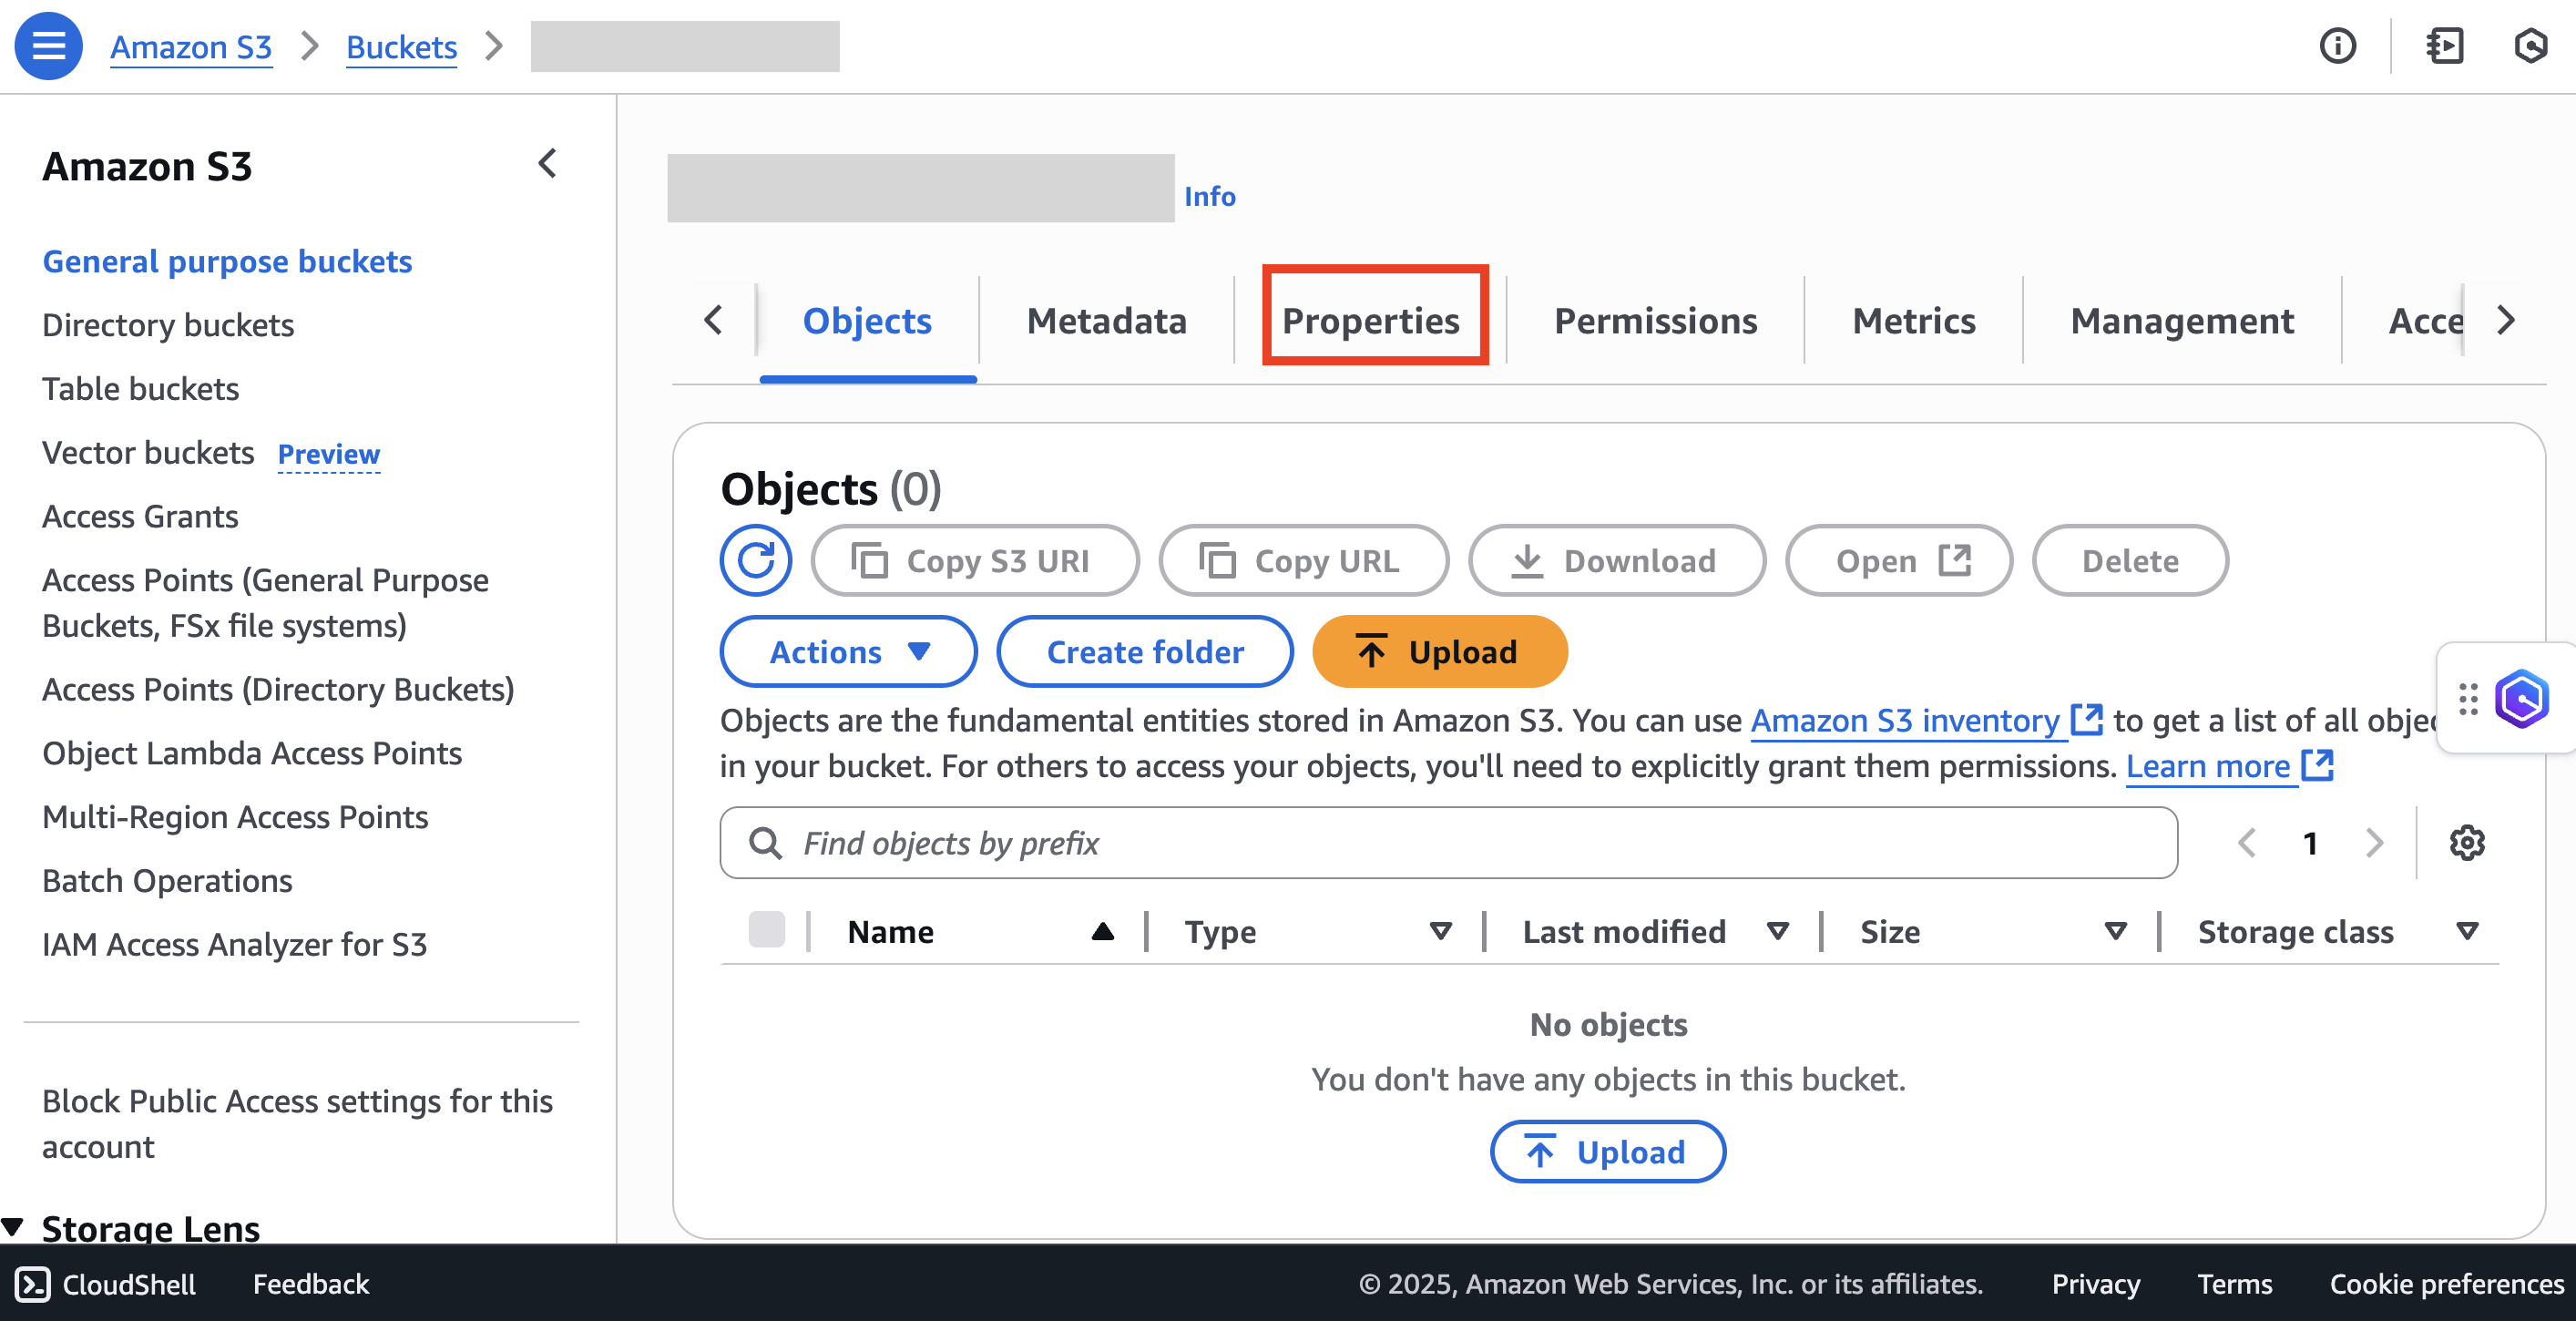 Amazon S3 Buckets
Amazon S3
General purpose buckets
Directory buckets
Table buckets
Vector buckets Preview
Access Grants
Access Points (General Purpose
Buckets, FSx file systems)
Access Points (Directory Buckets)
Object Lambda Access Points
Multi-Region Access Points
Batch Operations
IAM Access Analyzer for S3
Block Public Access settings for this
account
Storage Lens
Info
Objects Metadata Properties Permissions Metrics Management Acce
Objects (0)
Copy S3 URI Copy URL Download Open Delete
Actions Create folder Upload
Objects are the fundamental entities stored in Amazon S3. You can use Amazon S3 inventory to get a list of all objec
in your bucket. For others to access your objects, you'll need to explicitly grant them permissions. Learn more
Find objects by prefix 1
Name Type Last modified Size Storage class
No objects
You don't have any objects in this bucket.
Upload
CloudShell Feedback © 2025, Amazon Web Services, Inc. or its affiliates. Privacy Terms Cookie preferences